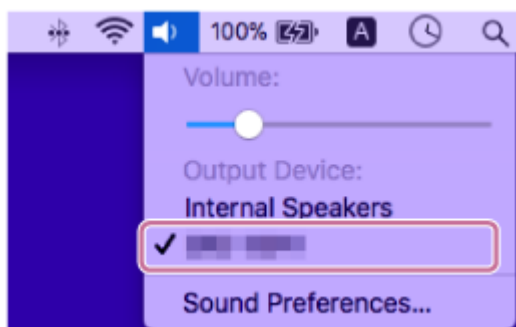 100% A
Volume:
Output Device:
Internal Speakers
Sound Preferences...